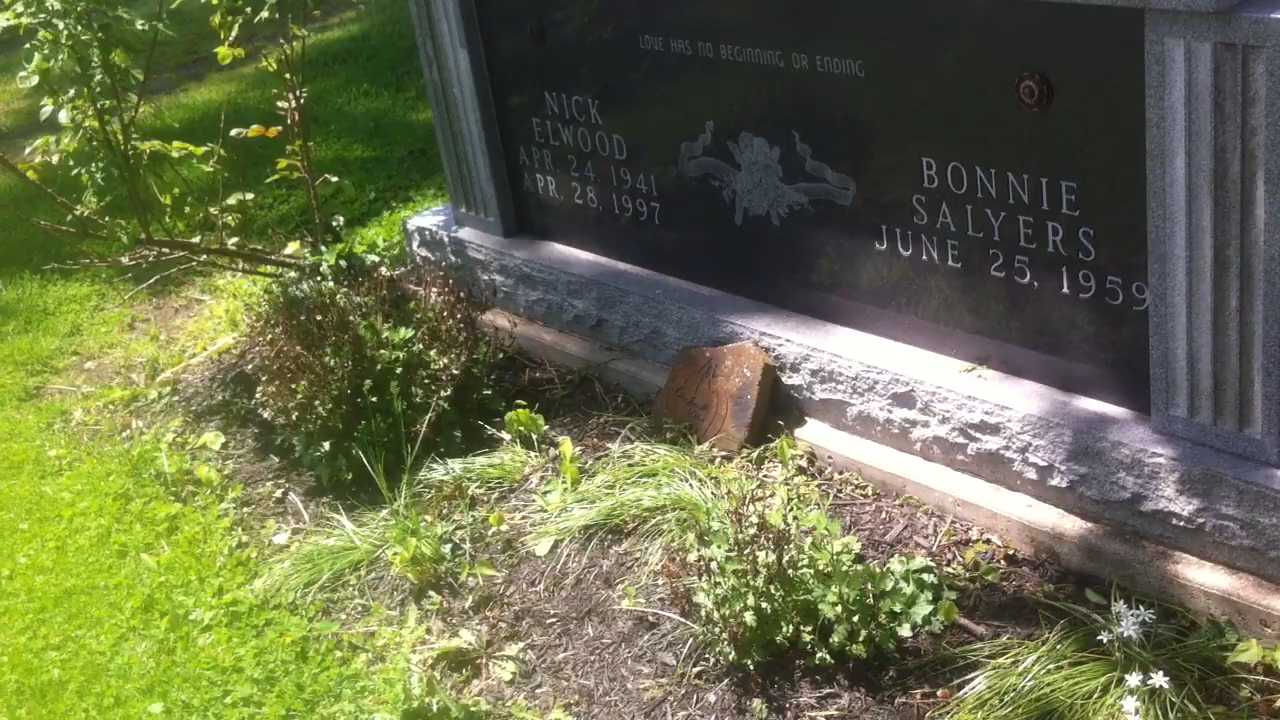 LOVE HAS NO BEGINNING OR ENDING
NICK
ELWOOD
APR. 24, 1941
APR. 28, 1997
BONNIE
SALYERS
JUNE 25, 1959